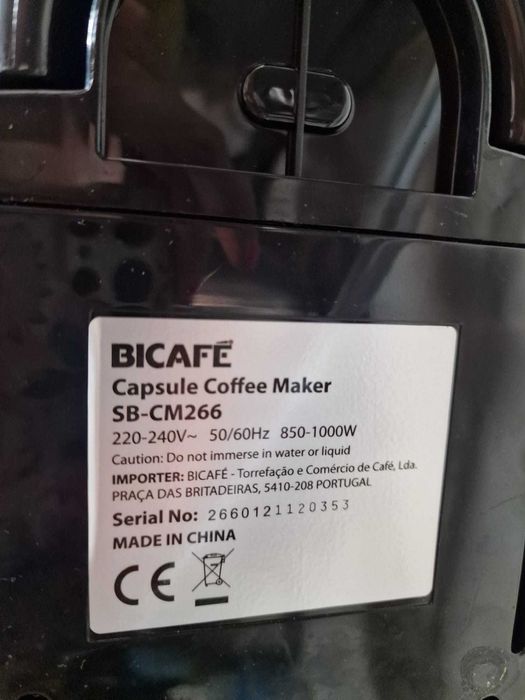 BICAFÉ
Capsule Coffee Maker
SB-CM266
220-240V~ 50/60Hz 850-1000W
Caution: Do not immerse in water or liquid
IMPORTER: BICAFÉ - Torrefação e Comércio de Café, Lda.
PRAÇA DAS BRITADEIRAS, 5410-208 PORTUGAL
Serial No: 2660121120353
MADE IN CHINA
CE